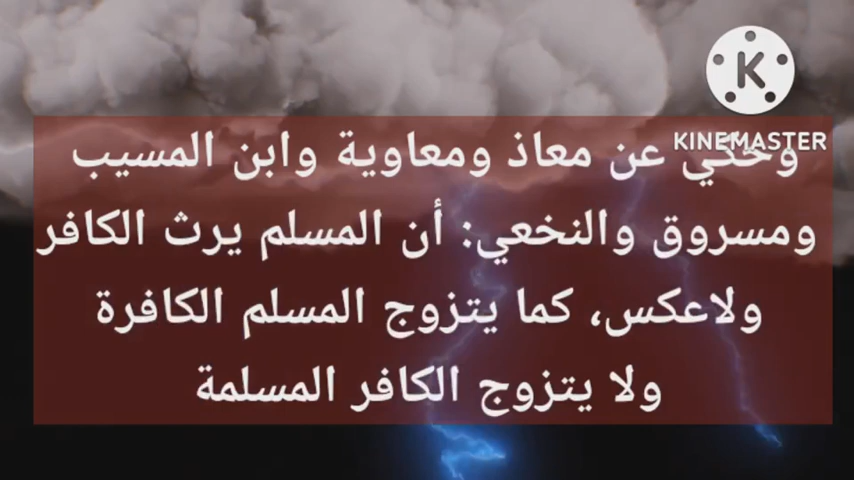 K
KINEMASTER
وحكي عن معاذ ومعاوية وابن المسيب
ومسروق والنخعي: أن المسلم يرث الكافر
ولاعكس، كما يتزوج المسلم الكافرة
ولا يتزوج الكافر المسلمة